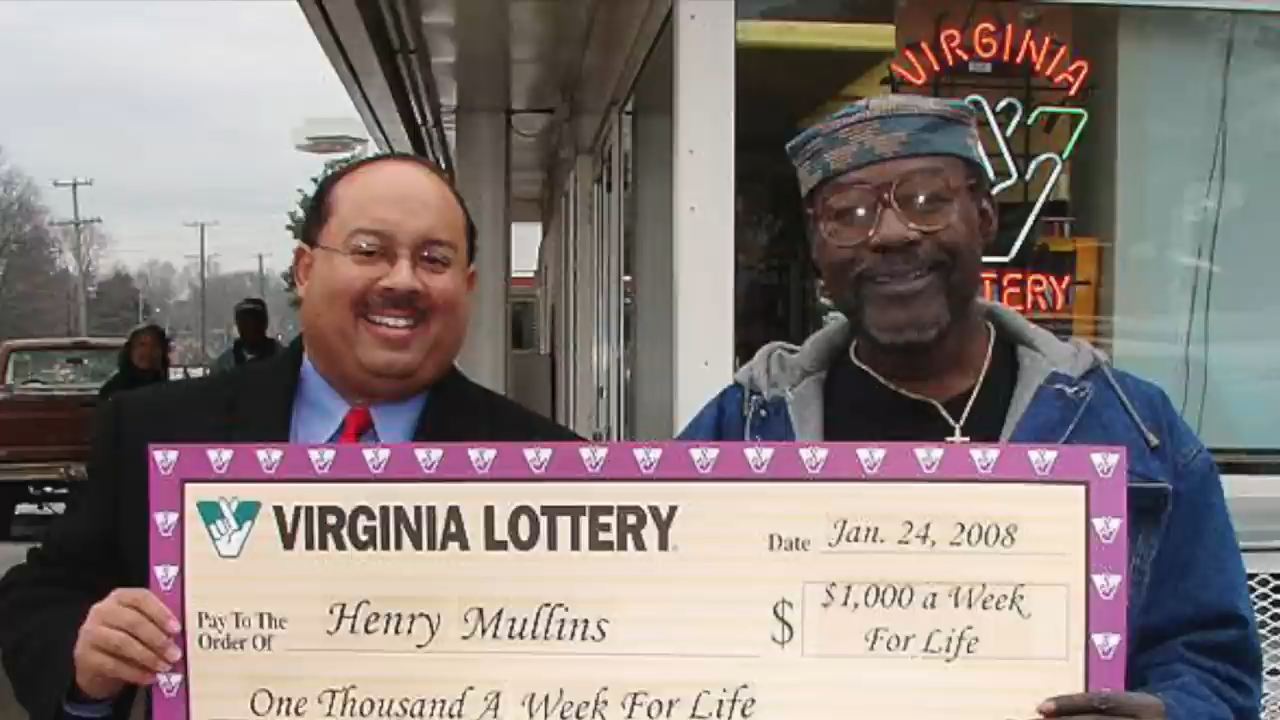 VIRGINIA
TERY
VIRGINIA LOTTERY
Date Jan. 24, 2008
Pay To The
Order Of Henry Mullins
$ $1,000 a Week
For Life
One Thousand A Week For Life